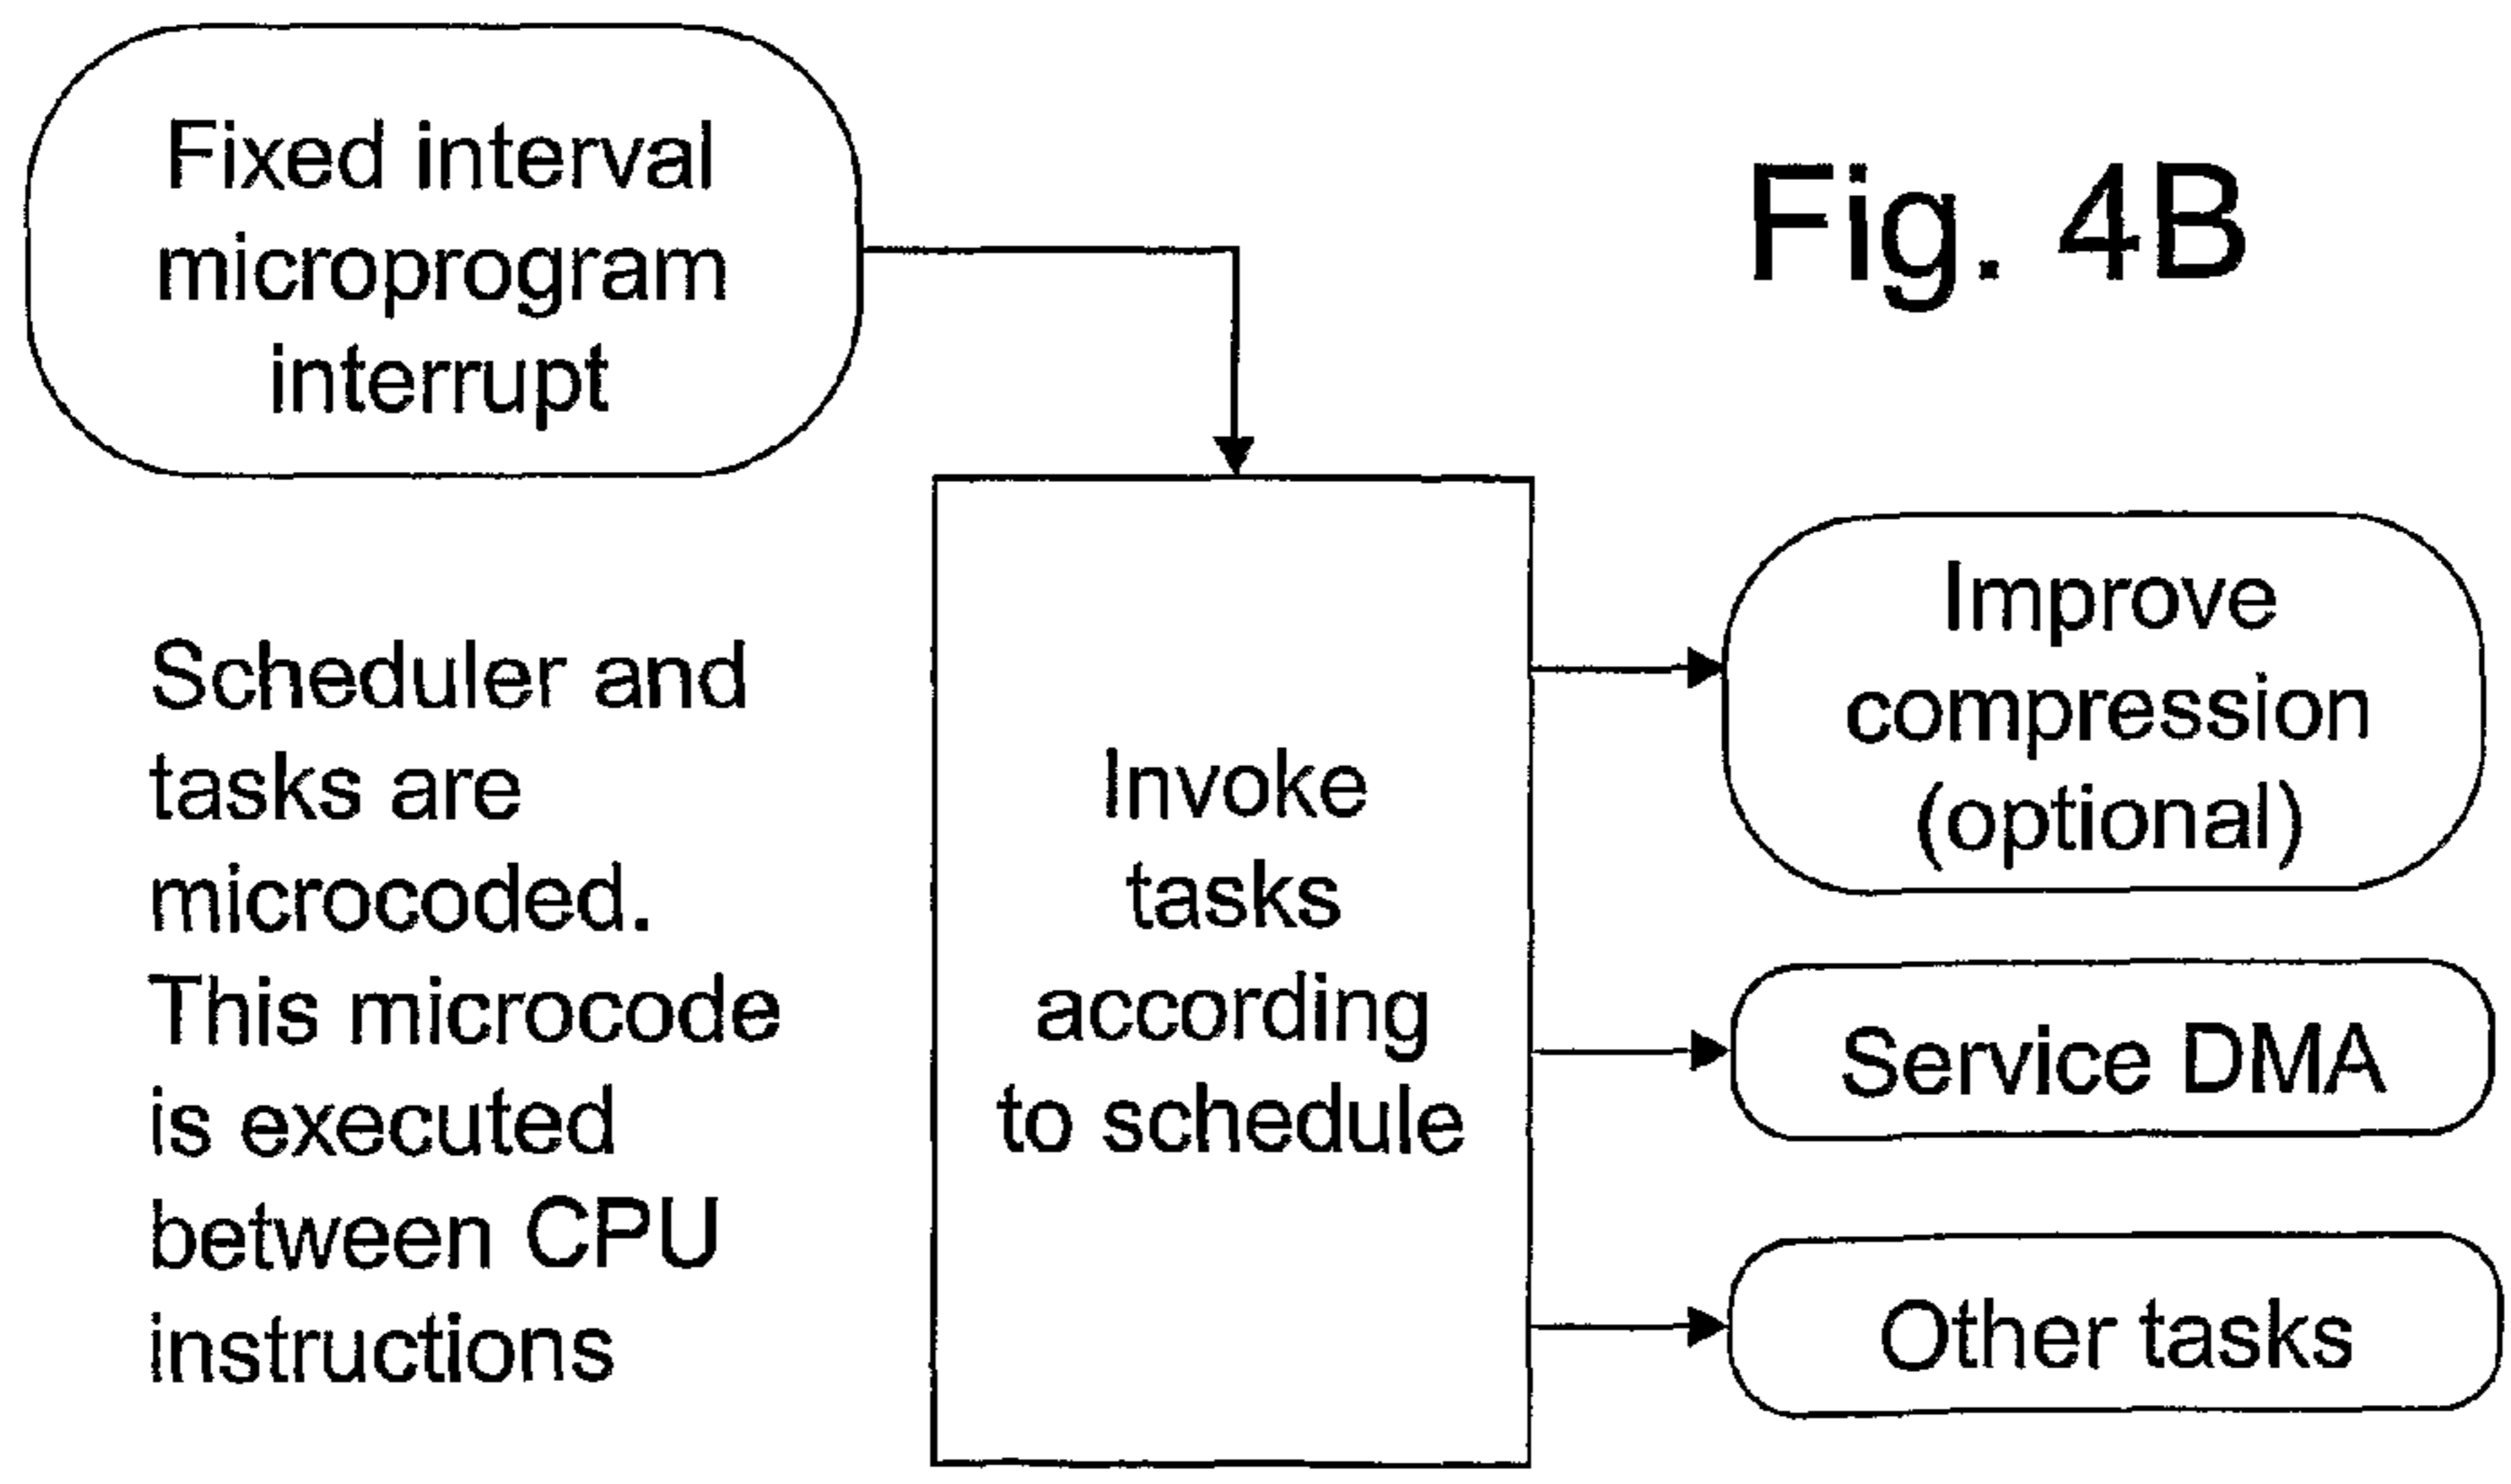 Fixed interval
microprogram
interrupt
Fig. 4B
Scheduler and
tasks are
microcoded.
This microcode
is executed
between CPU
instructions
Invoke
tasks
according
to schedule
Improve
compression
(optional)
Service DMA
Other tasks